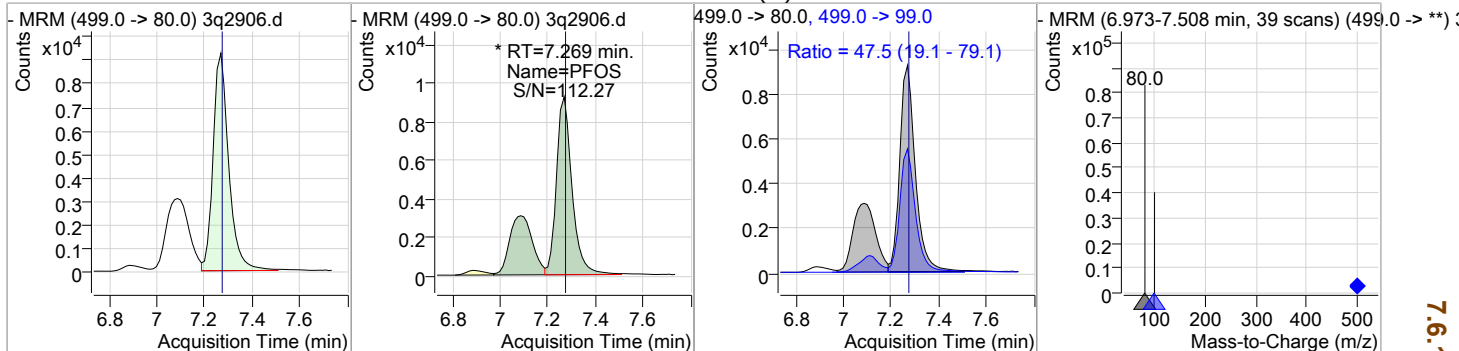 - MRM (499.0 -> 80.0) 3q2906.d
x10^4
Counts
0.8
0.7
0.6
0.5
0.4
0.3
0.2
0.1
0
6.8 7 7.2 7.4 7.6
Acquisition Time (min)
- MRM (499.0 -> 80.0) 3q2906.d
x10^4
Counts
* RT=7.269 min.
Name=PFOS
S/N=112.27
1
0.8
0.6
0.4
0.2
0
6.8 7 7.2 7.4 7.6
Acquisition Time (min)
499.0 -> 80.0, 499.0 -> 99.0
x10^4
Counts
Ratio = 47.5 (19.1 - 79.1)
0.8
0.6
0.4
0.2
0
6.8 7 7.2 7.4 7.6
Acquisition Time (min)
- MRM (6.973-7.508 min, 39 scans) (499.0 -> **)
x10^5
Counts
80.0
0.8
0.7
0.6
0.5
0.4
0.3
0.2
0.1
0
100 200 300 400 500
Mass-to-Charge (m/z)
7.6.